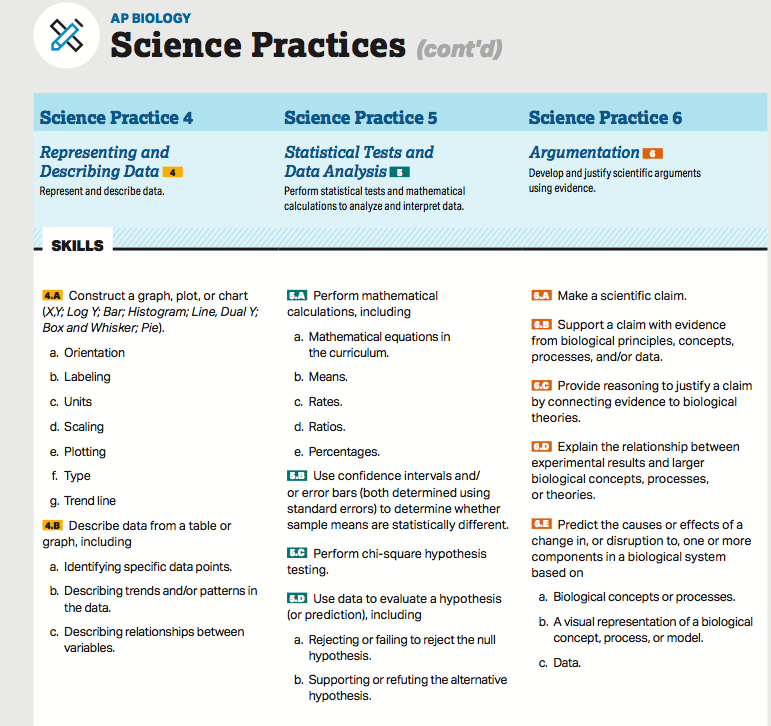 AP BIOLOGY
Science Practices (cont'd)
Science Practice 4
Representing and
Describing Data 4
Represent and describe data.
Science Practice 5
Statistical Tests and
Data Analysis 5
Perform statistical tests and mathematical
calculations to analyze and interpret data.
Science Practice 6
Argumentation 6
Develop and justify scientific arguments
using evidence.
SKILLS
4.A Construct a graph, plot, or chart
(X,Y; Log Y; Bar; Histogram; Line, Dual Y;
Box and Whisker; Pie).
a. Orientation
b. Labeling
c. Units
d. Scaling
e. Plotting
f. Type
g. Trend line
4.B Describe data from a table or
graph, including
a. Identifying specific data points.
b. Describing trends and/or patterns in
the data.
c. Describing relationships between
variables.
5.A Perform mathematical
calculations, including
a. Mathematical equations in
the curriculum.
b. Means.
c. Rates.
d. Ratios.
e. Percentages.
5.B Use confidence intervals and/
or error bars (both determined using
standard errors) to determine whether
sample means are statistically different.
5.C Perform chi-square hypothesis
testing.
5.D Use data to evaluate a hypothesis
(or prediction), including
a. Rejecting or failing to reject the null
hypothesis.
b. Supporting or refuting the alternative
hypothesis.
6.A Make a scientific claim.
6.B Support a claim with evidence
from biological principles, concepts,
processes, and/or data.
6.C Provide reasoning to justify a claim
by connecting evidence to biological
theories.
6.D Explain the relationship between
experimental results and larger
biological concepts, processes,
or theories.
6.E Predict the causes or effects of a
change in, or disruption to, one or more
components in a biological system
based on
a. Biological concepts or processes.
b. A visual representation of a biological
concept, process, or model.
c. Data.